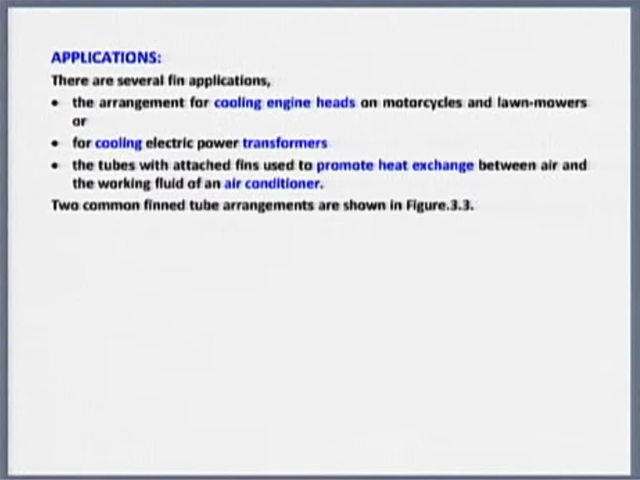 APPLICATIONS:
There are several fin applications,
• the arrangement for cooling engine heads on motorcycles and lawn-mowers
or
• for cooling electric power transformers
• the tubes with attached fins used to promote heat exchange between air and
the working fluid of an air conditioner.
Two common finned tube arrangements are shown in Figure.3.3.